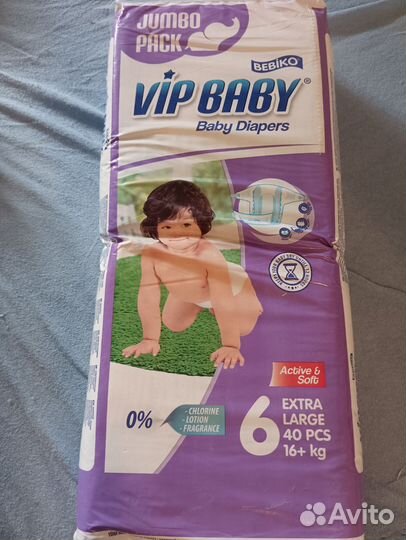 JUMBO
PACK
BEBİKO
VIP BABY®
Baby Diapers
Active &
Soft
0%
- CHLORINE
- LOTION
- FRAGRANCE
6
EXTRA
LARGE
40 PCS
16+ kg
Avito